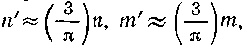 n′ ≈ (3/π) n, m′ ≈ (3/π) m,